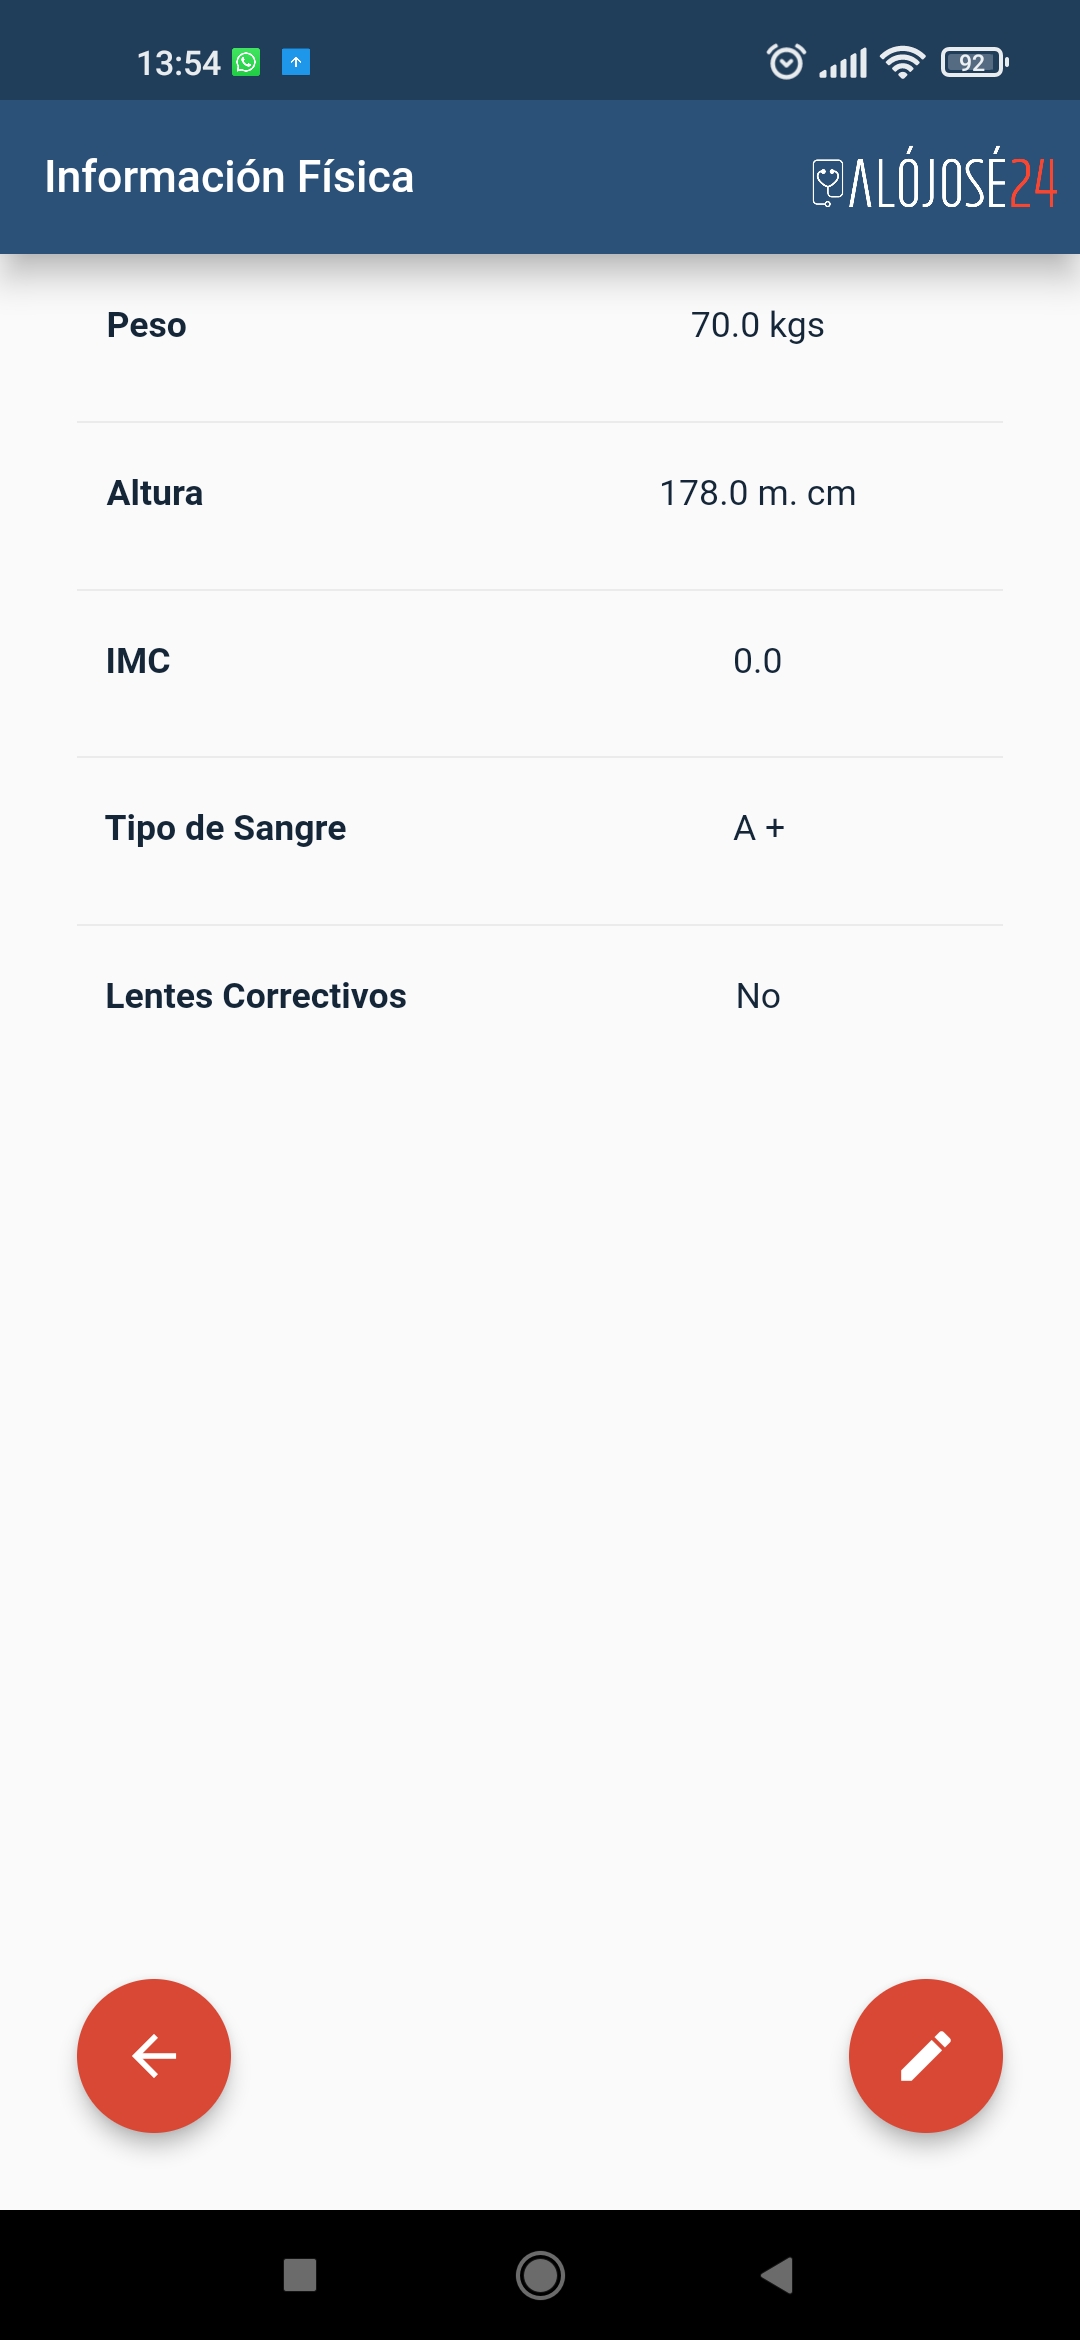 13:54
92
Información Física
ALÓJOSÉ24
Peso
70.0 kgs
Altura
178.0 m. cm
IMC
0.0
Tipo de Sangre
A +
Lentes Correctivos
No